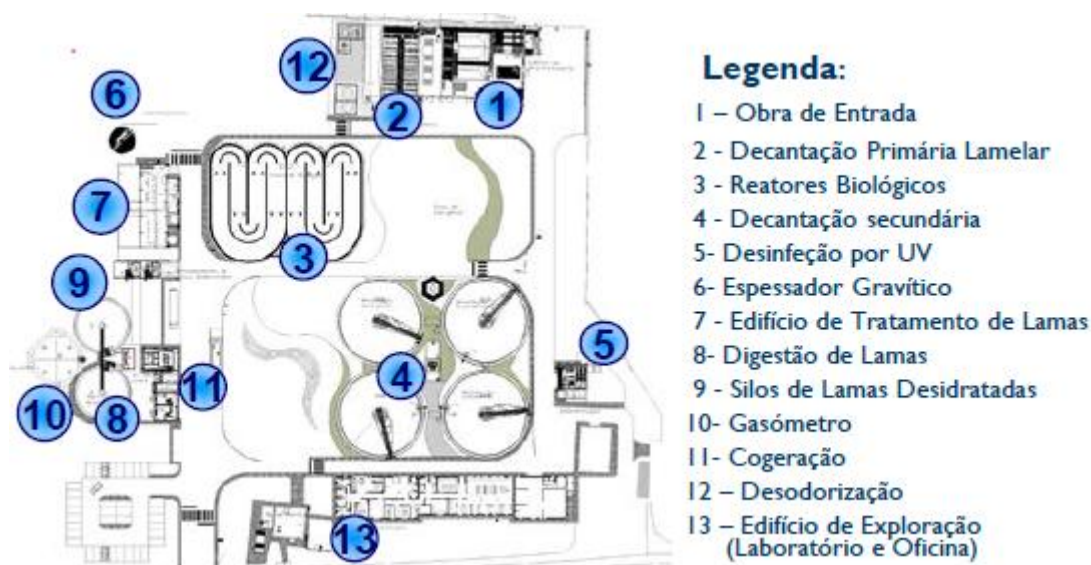 12
6
2
1
7
3
9
5
4
11
10
8
13
Legenda:
1 – Obra de Entrada
2 - Decantação Primária Lamelar
3 - Reatores Biológicos
4 - Decantação secundária
5- Desinfeção por UV
6- Espessador Gravítico
7 - Edifício de Tratamento de Lamas
8- Digestão de Lamas
9 - Silos de Lamas Desidratadas
10- Gasómetro
11- Cogeração
12 – Desodorização
13 – Edifício de Exploração
(Laboratório e Oficina)